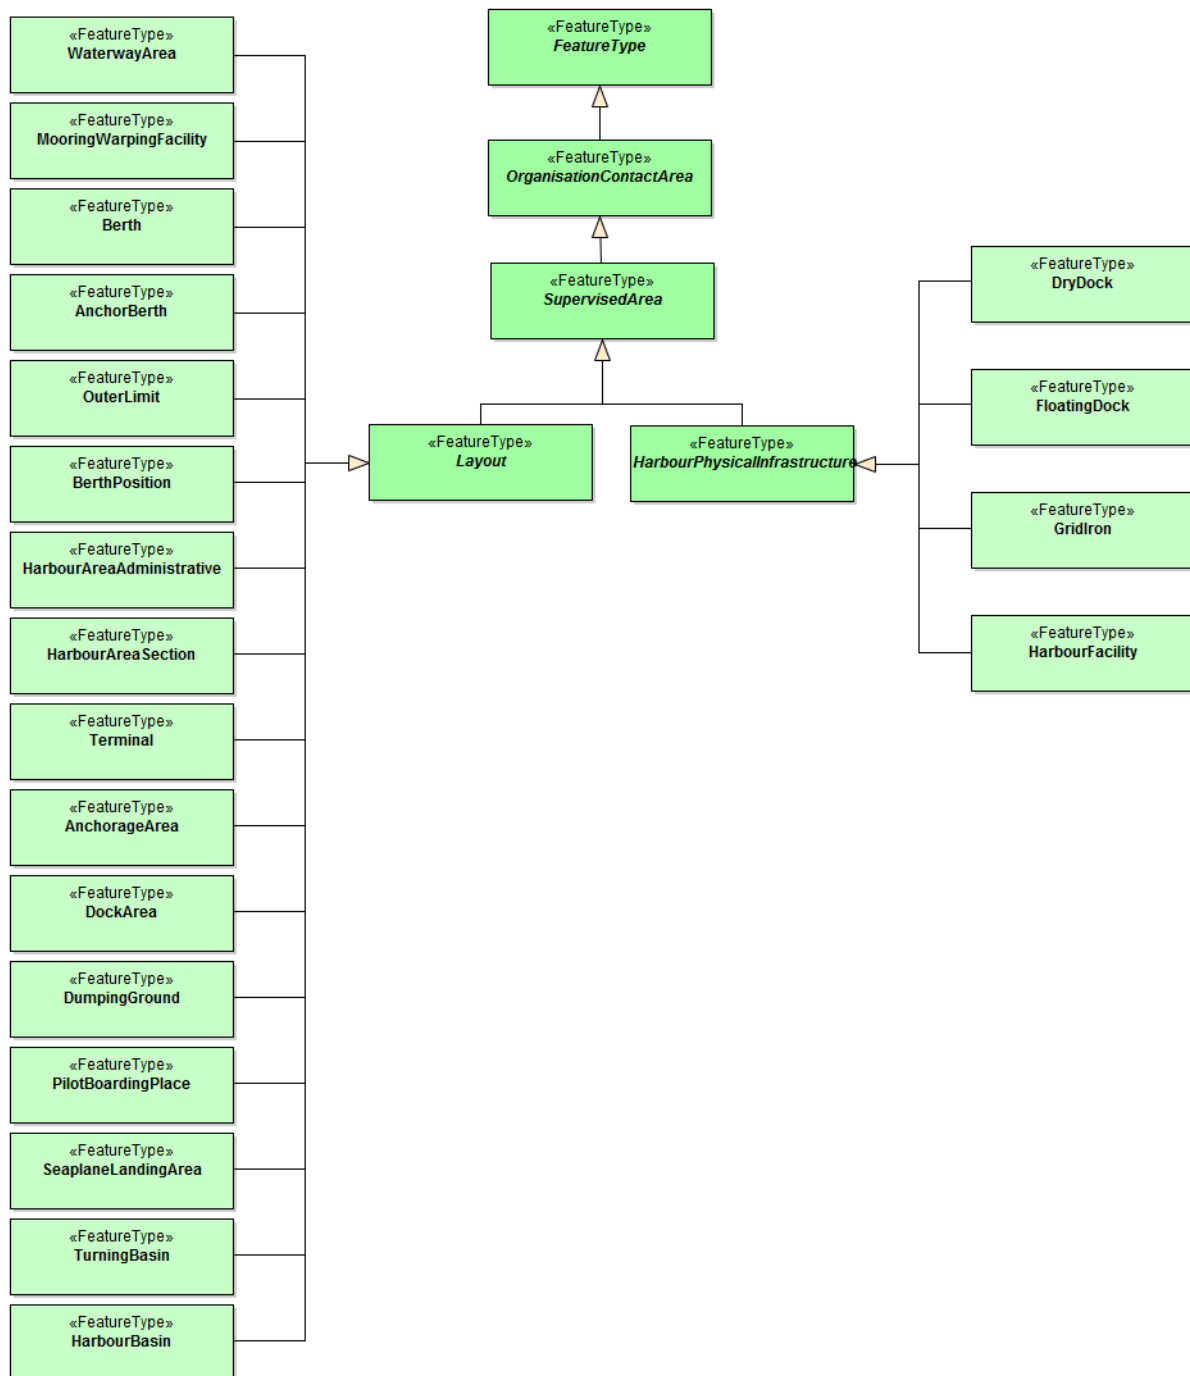 «FeatureType»
WaterwayArea
«FeatureType»
MooringWarpingFacility
«FeatureType»
Berth
«FeatureType»
AnchorBerth
«FeatureType»
OuterLimit
«FeatureType»
BerthPosition
«FeatureType»
HarbourAreaAdministrative
«FeatureType»
HarbourAreaSection
«FeatureType»
Terminal
«FeatureType»
AnchorageArea
«FeatureType»
DockArea
«FeatureType»
DumpingGround
«FeatureType»
PilotBoardingPlace
«FeatureType»
SeaplaneLandingArea
«FeatureType»
TurningBasin
«FeatureType»
HarbourBasin
«FeatureType»
FeatureType
«FeatureType»
OrganisationContactArea
«FeatureType»
SupervisedArea
«FeatureType»
Layout
«FeatureType»
HarbourPhysicalInfrastructure
«FeatureType»
DryDock
«FeatureType»
FloatingDock
«FeatureType»
GridIron
«FeatureType»
HarbourFacility